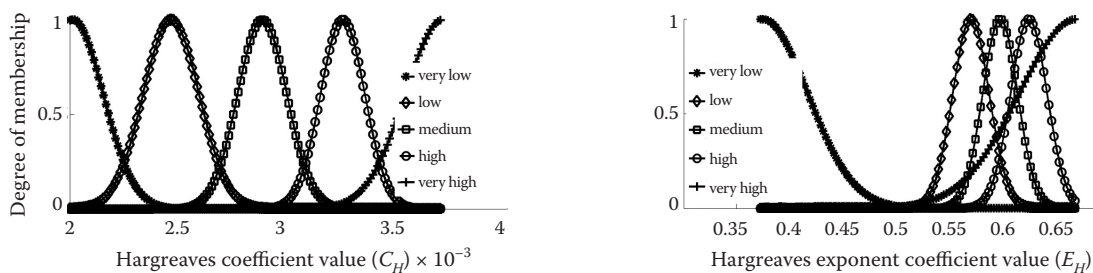 Degree of membership
1
0.5
0
2
2.5
3
3.5
4
Hargreaves coefficient value (C_H) × 10⁻³
very low
low
medium
high
very high
1
0.5
0
0.35
0.4
0.45
0.5
0.55
0.6
0.65
Hargreaves exponent coefficient value (E_H)
very low
low
medium
high
very high